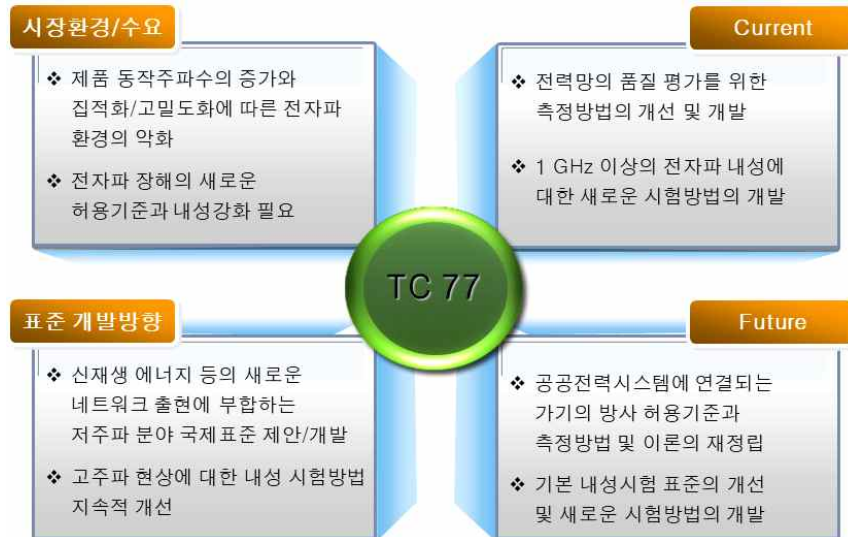 시장환경/수요
❖ 제품 동작주파수의 증가와
집적화/고밀도화에 따른 전자파
환경의 악화
❖ 전자파 장해의 새로운
허용기준과 내성강화 필요
Current
❖ 전력망의 품질 평가를 위한
측정방법의 개선 및 개발
❖ 1 GHz 이상의 전자파 내성에
대한 새로운 시험방법의 개발
TC 77
표준 개발방향
❖ 신재생 에너지 등의 새로운
네트워크 출현에 부합하는
저주파 분야 국제표준 제안/개발
❖ 고주파 현상에 대한 내성 시험방법
지속적 개선
Future
❖ 공공전력시스템에 연결되는
가기의 방사 허용기준과
측정방법 및 이론의 재정립
❖ 기본 내성시험 표준의 개선
및 새로운 시험방법의 개발